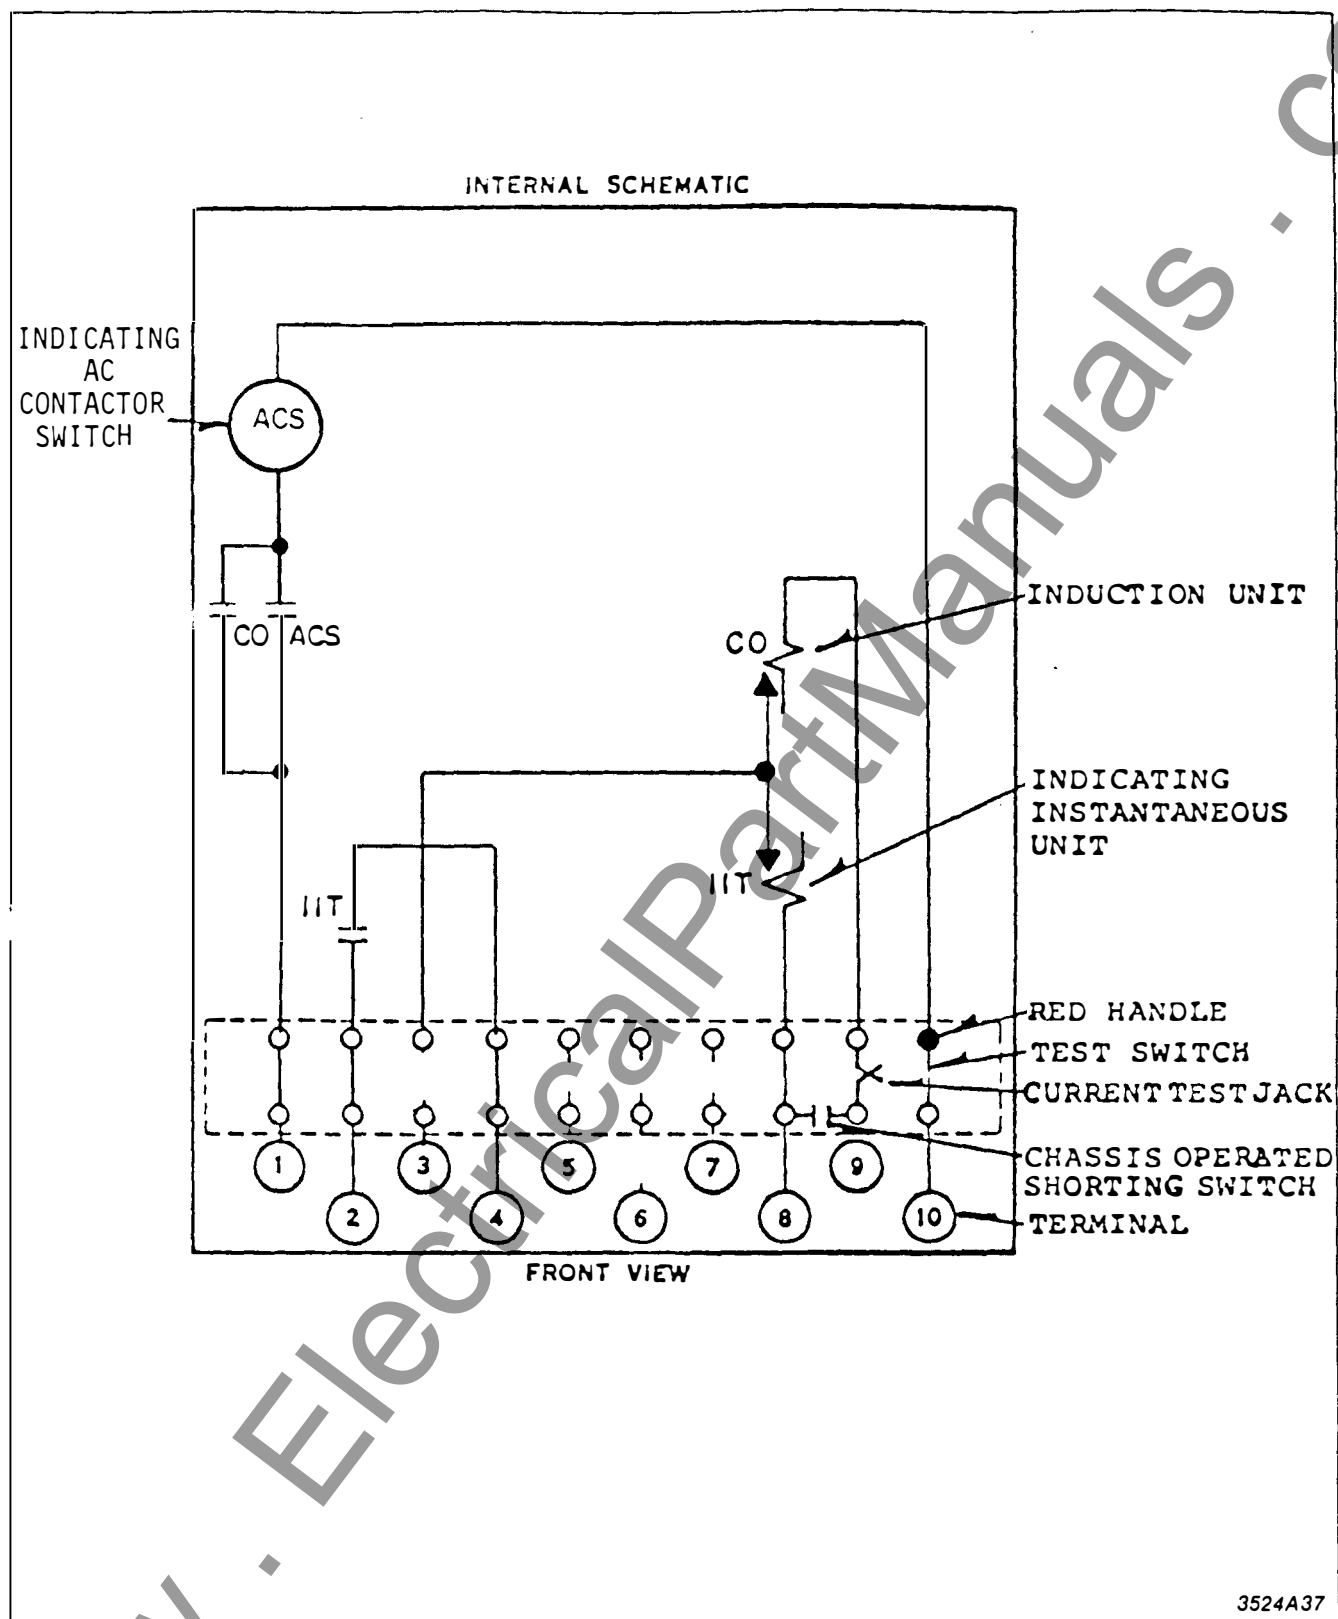 INTERNAL SCHEMATIC
INDICATING
AC
CONTACTOR
SWITCH
ACS
CO ACS
CO
INDUCTION UNIT
INDICATING
INSTANTANEOUS
UNIT
IIT
IIT
RED HANDLE
TEST SWITCH
CURRENT TEST JACK
CHASSIS OPERATED
SHORTING SWITCH
TERMINAL
1
2
3
4
5
6
7
8
9
10
FRONT VIEW
3524A37
. ElectricalPartManuals . c